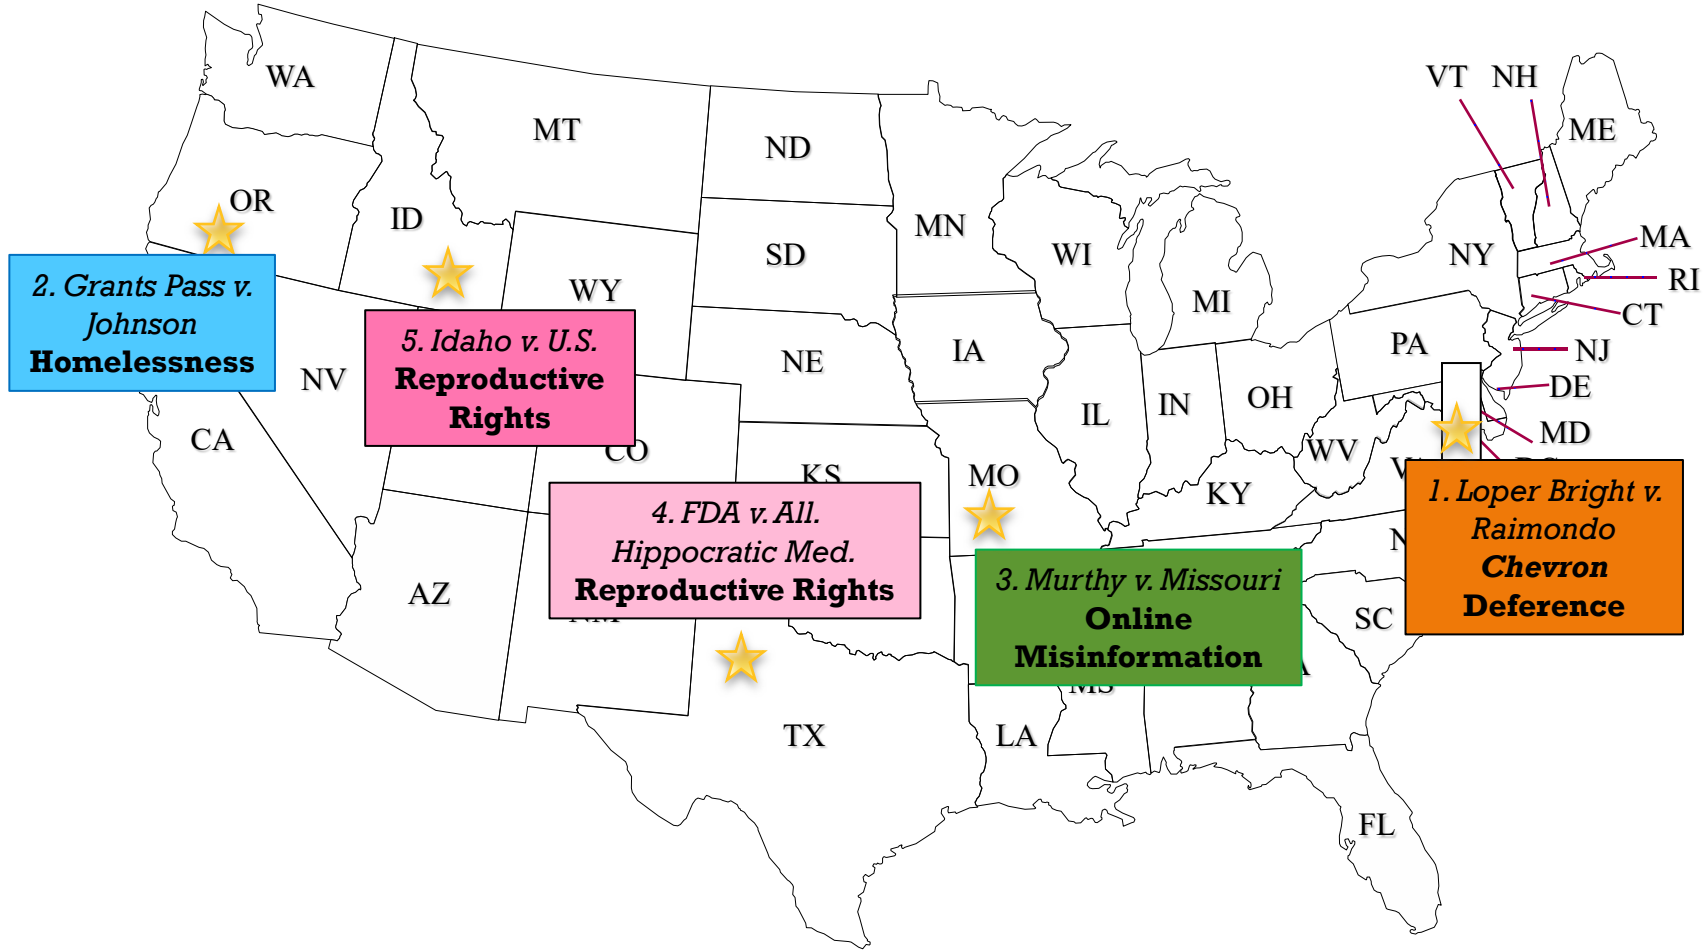 WA
MT
ND
MN
VT NH
ME
OR
ID
SD
WI
MI
NY
MA
RI
CT
WY
NE
IA
PA
NJ
DE
NV
IL
IN
OH
MD
CA
CO
KS
MO
WV
KY
AZ
SC
TX
LA
MS
FL
2. Grants Pass v.
Johnson
Homelessness
5. Idaho v. U.S.
Reproductive
Rights
4. FDA v. All.
Hippocratic Med.
Reproductive Rights
3. Murthy v. Missouri
Online
Misinformation
1. Loper Bright v.
Raimondo
Chevron
Deference